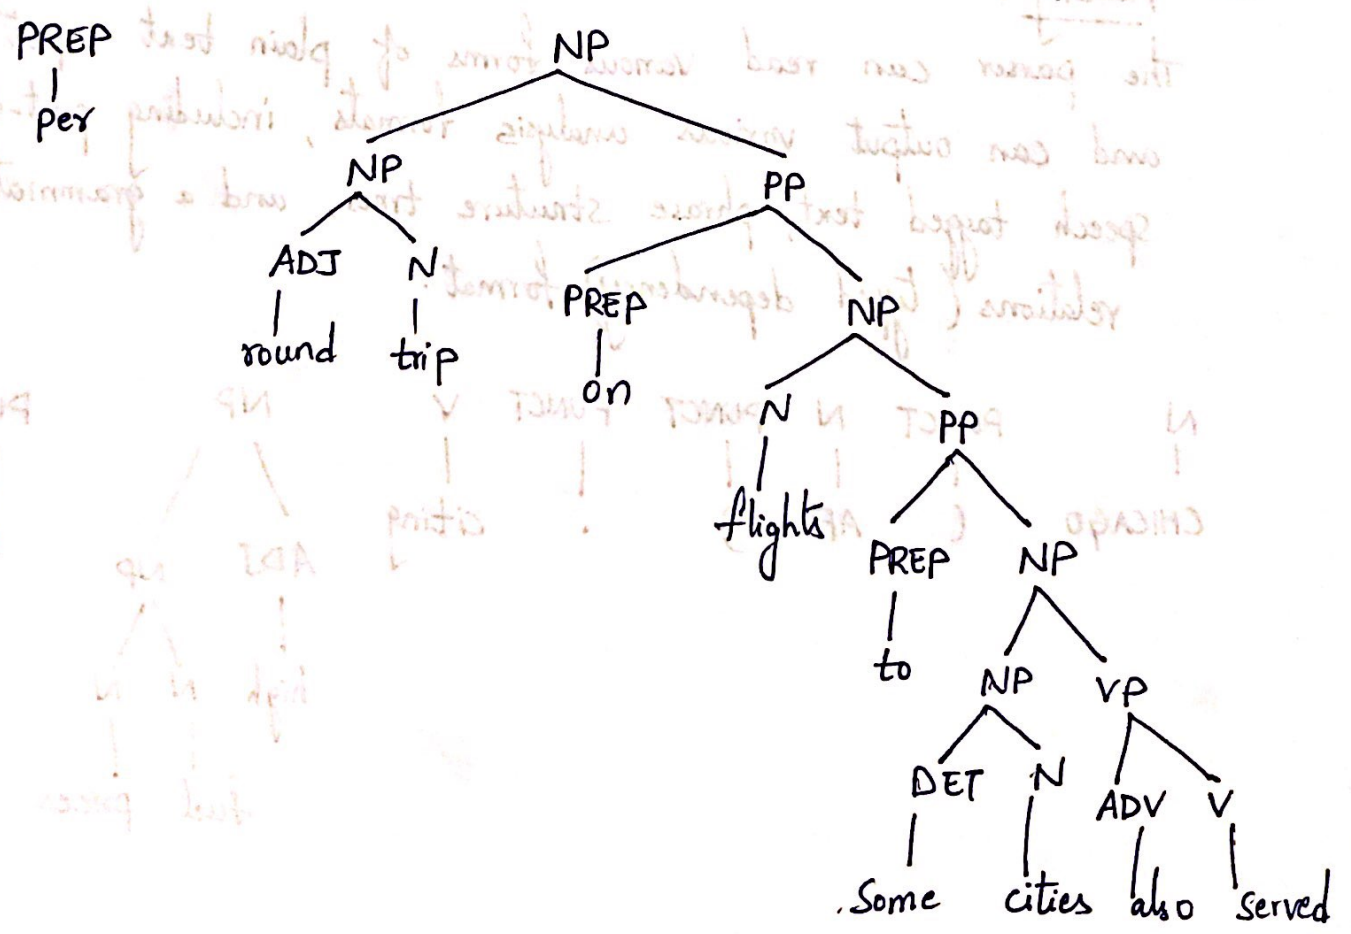 PREP NP
per
NP PP
ADJ N
PREP NP
round trip
on
N PP
flights
PREP NP
to
NP VP
DET N ADV V
Some cities also served